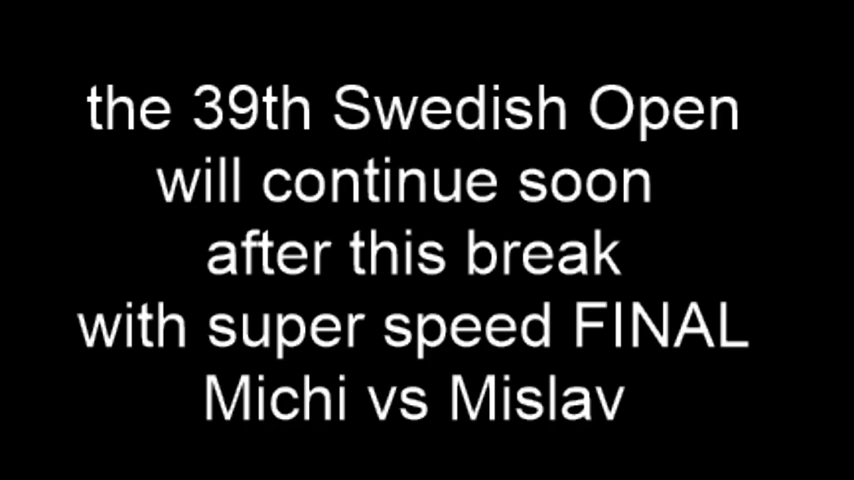 the 39th Swedish Open
will continue soon
after this break
with super speed FINAL
Michi vs Mislav